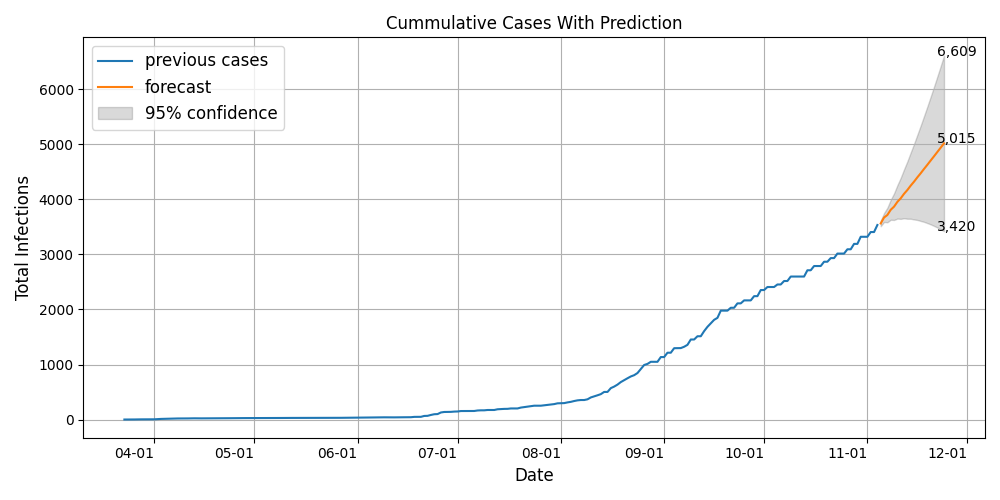 Cummulative Cases With Prediction
previous cases
forecast
95% confidence
6,609
5,015
3,420
6000
5000
4000
3000
2000
1000
0
Total Infections
04-01 05-01 06-01 07-01 08-01 09-01 10-01 11-01 12-01
Date